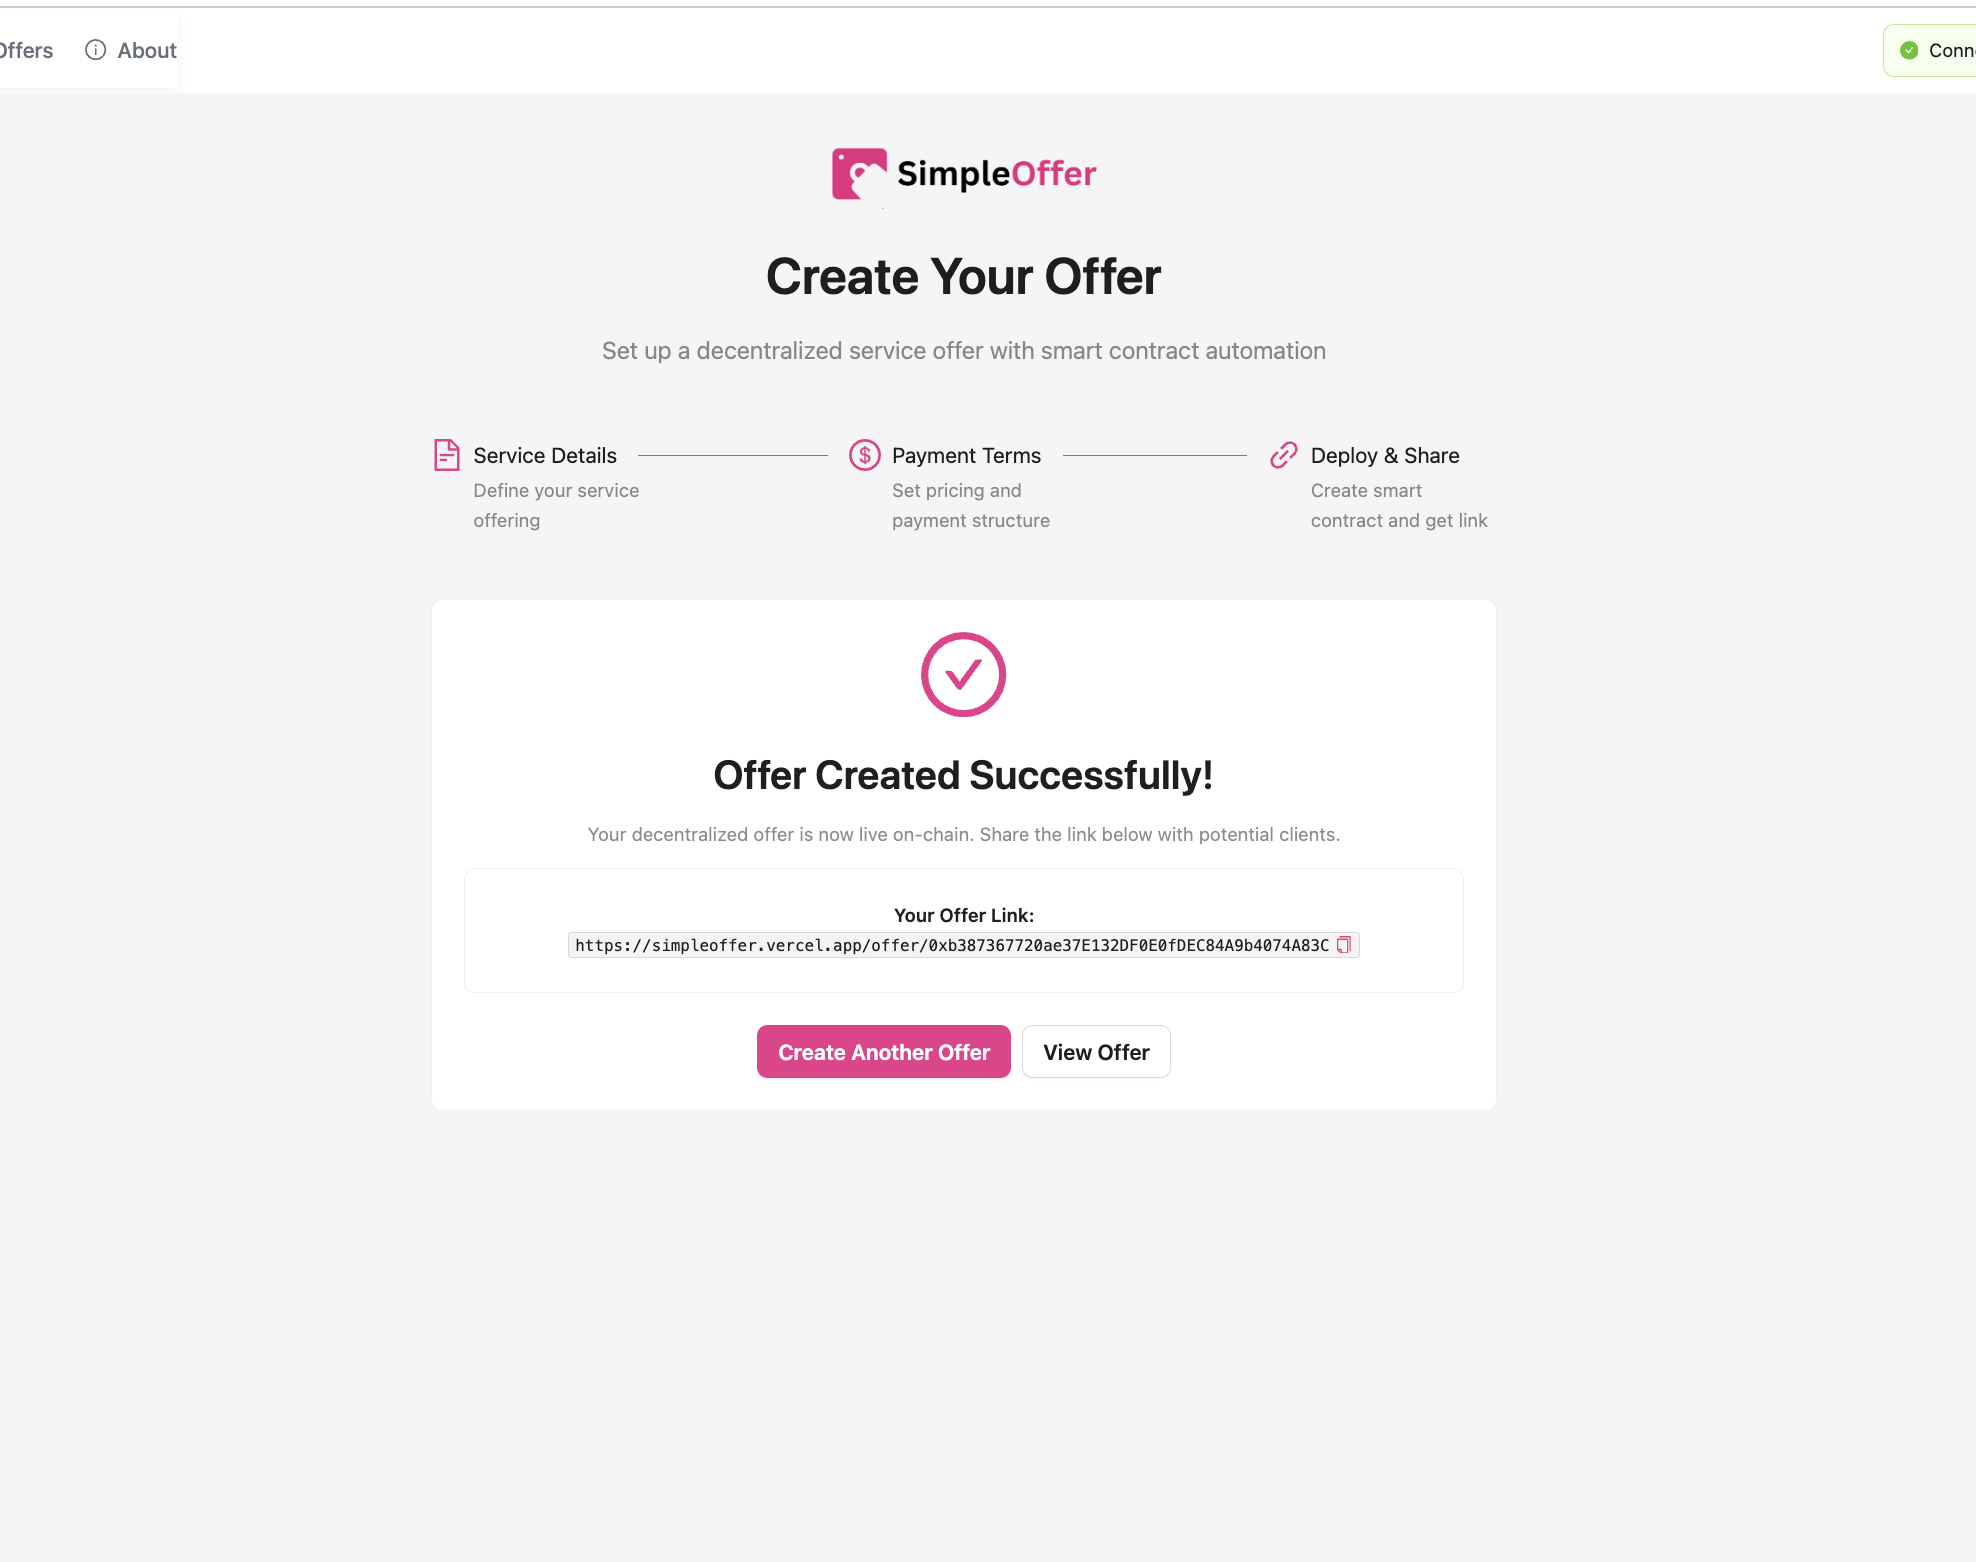 Offers
About
SimpleOffer
Create Your Offer
Set up a decentralized service offer with smart contract automation
Service Details
Define your service
offering
Payment Terms
Set pricing and
payment structure
Deploy & Share
Create smart
contract and get link
Offer Created Successfully!
Your decentralized offer is now live on-chain. Share the link below with potential clients.
Your Offer Link:
https://simpleoffer.vercel.app/offer/0xb387367720ae37E132DF0E0fDEC84A9b4074A83C
Create Another Offer
View Offer